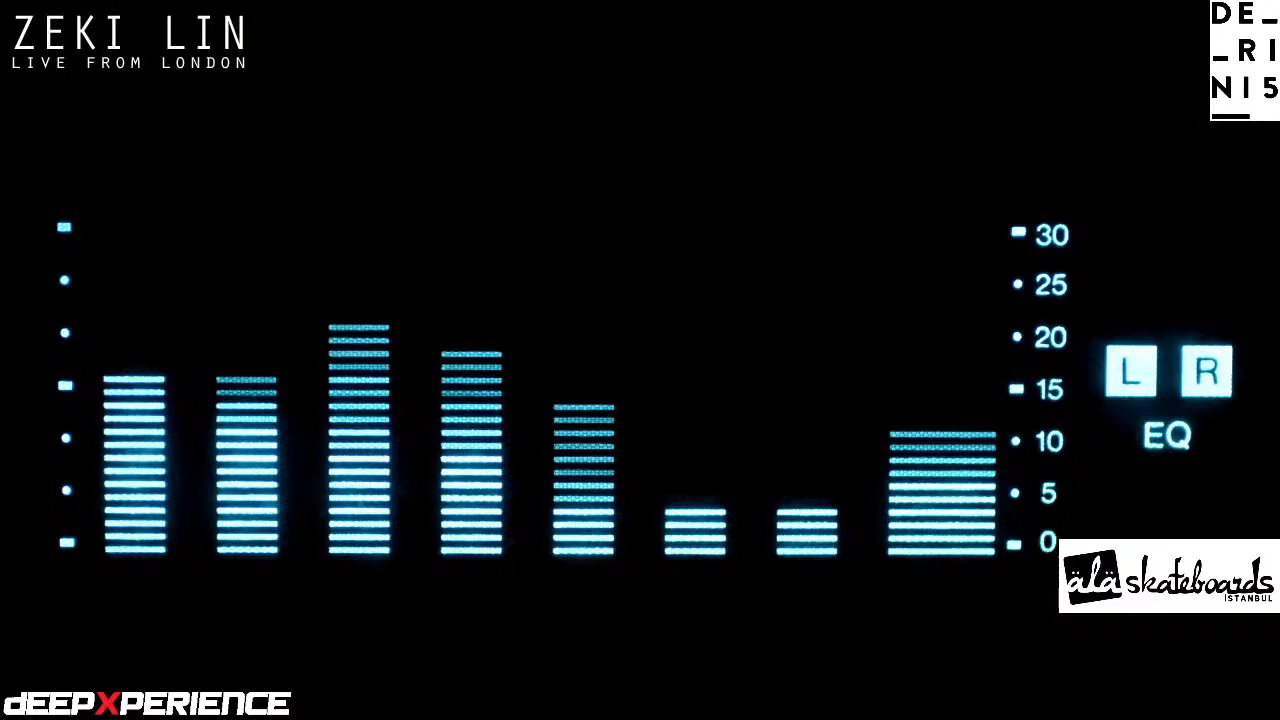 ZEKI LIN
LIVE FROM LONDON
DE_
_RI
NI5
30
25
20
15
10
5
0
L R
EQ
älä skateboards
ISTANBUL
dEEPXPERIENCE